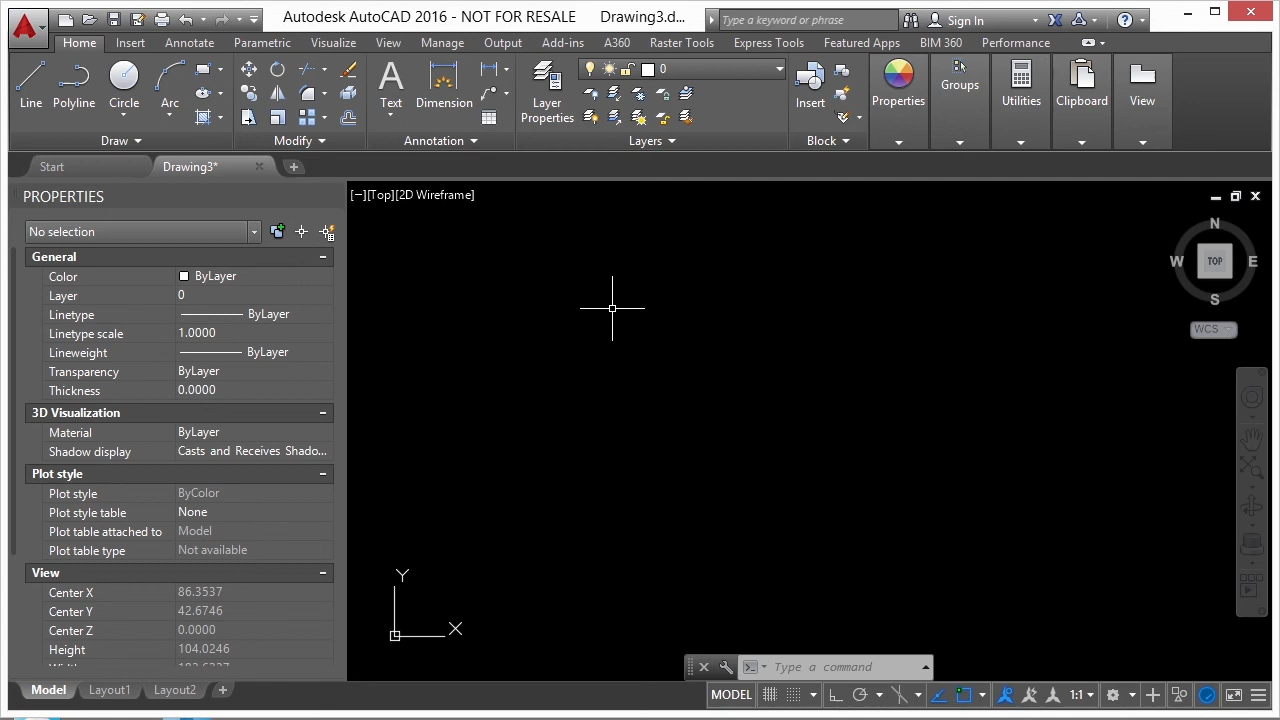 Autodesk AutoCAD 2016 - NOT FOR RESALE Drawing3.d... Type a keyword or phrase Sign In
Home Insert Annotate Parametric Visualize View Manage Output Add-ins A360 Raster Tools Express Tools Featured Apps BIM 360 Performance
Line Polyline Circle Arc Text Dimension Layer Properties 0 Insert Properties Groups Utilities Clipboard View
Draw Modify Annotation Layers Block
Start Drawing3*
PROPERTIES
[−][Top][2D Wireframe]
No selection
N
W TOP E
S
WCS
General
Color ByLayer
Layer 0
Linetype ByLayer
Linetype scale 1.0000
Lineweight ByLayer
Transparency ByLayer
Thickness 0.0000
3D Visualization
Material ByLayer
Shadow display Casts and Receives Shado...
Plot style
Plot style ByColor
Plot style table None
Plot table attached to Model
Plot table type Not available
View
Center X 86.3537
Center Y 42.6746
Center Z 0.0000
Height 104.0246
Y
X
Type a command
Model Layout1 Layout2
MODEL 1:1